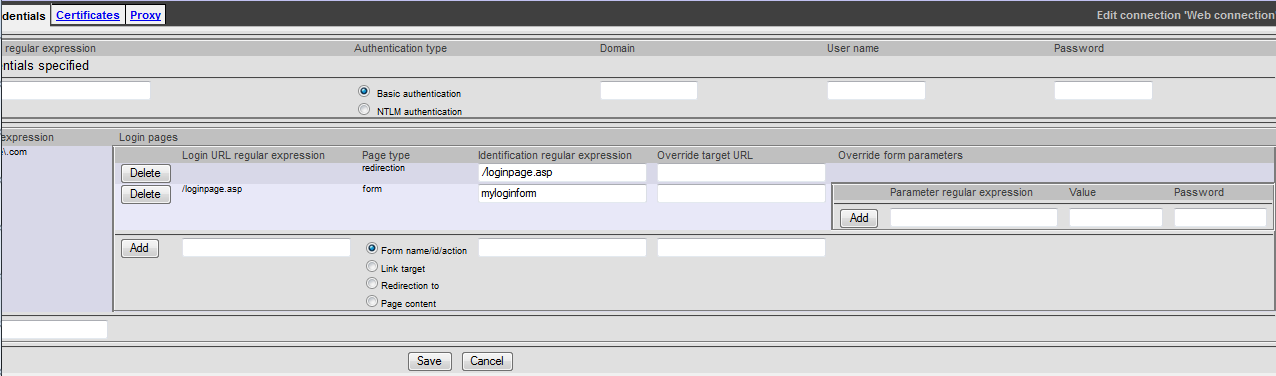 dentials Certificates Proxy Edit connection 'Web connection
regular expression Authentication type Domain User name Password
ntials specified
Basic authentication
NTLM authentication
expression Login pages
\.com
Login URL regular expression Page type Identification regular expression Override target URL Override form parameters
Delete redirection /loginpage.asp
Delete /loginpage.asp form myloginform
Parameter regular expression Value Password
Add
Add Form name/id/action
Link target
Redirection to
Page content
Save Cancel